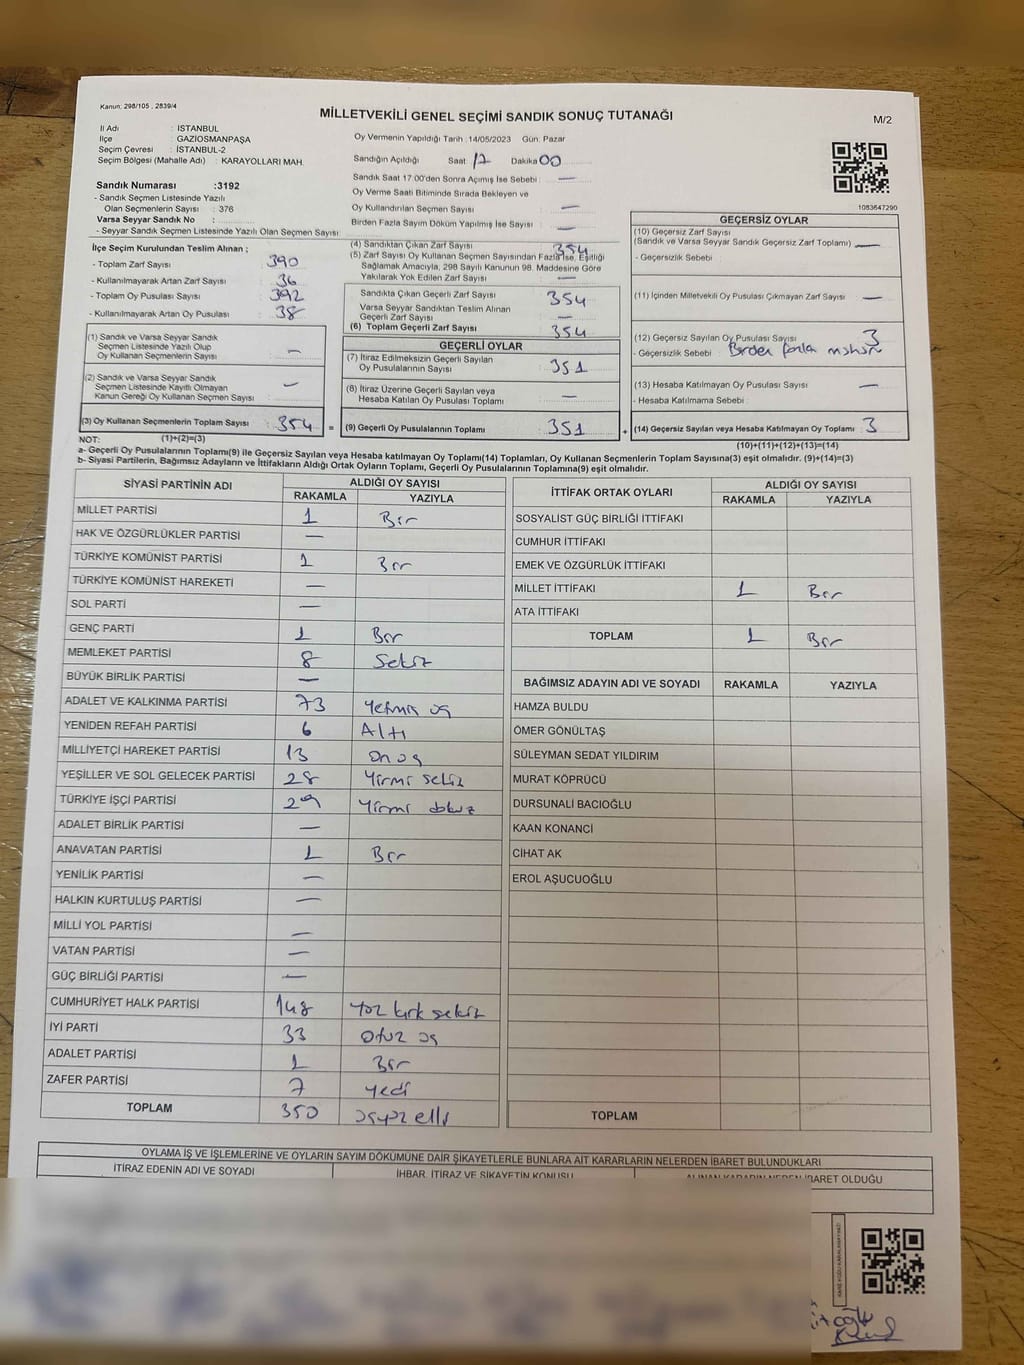 Kanun: 298/105 , 2839/4
MİLLETVEKİLİ GENEL SEÇİMİ SANDIK SONUÇ TUTANAĞI
M/2
İl Adı : İSTANBUL
İlçe : GAZİOSMANPAŞA
Seçim Çevresi : İSTANBUL-2
Seçim Bölgesi (Mahalle Adı) : KARAYOLLARI MAH.
Sandık Numarası :3192
- Sandık Seçmen Listesinde Yazılı
Olan Seçmenlerin Sayısı : 376
Varsa Seyyar Sandık No :
- Seyyar Sandık Seçmen Listesinde Yazılı Olan Seçmen Sayısı:
Oy Vermenin Yapıldığı Tarih :14/05/2023 Gün: Pazar
Sandığın Açıldığı Saat 17 Dakika 00
Sandık Saat 17:00'den Sonra Açımış İse Sebebi : —
Oy Verme Saati Bitiminde Sırada Bekleyen ve
Oy Kullandırılan Seçmen Sayısı : —
Birden Fazla Sayım Döküm Yapılmış İse Sayısı : —
1083647290
İlçe Seçim Kurulundan Teslim Alınan ;
- Toplam Zarf Sayısı : 390
- Kullanılmayarak Artan Zarf Sayısı : 36
- Toplam Oy Pusulası Sayısı : 392
- Kullanılmayarak Artan Oy Pusulası : 38
(1) Sandık ve Varsa Seyyar Sandık
Seçmen Listesinde Yazılı Olup
Oy Kullanan Seçmenlerin Sayısı : —
(2) Sandık ve Varsa Seyyar Sandık
Seçmen Listesinde Kayıtlı Olmayan
Kanun Gereği Oy Kullanan Seçmen Sayısı : —
(3) Oy Kullanan Seçmenlerin Toplam Sayısı : 354 =
(1)+(2)=(3)
(4) Sandıktan Çıkan Zarf Sayısı : 354
(5) Zarf Sayısı Oy Kullanan Seçmen Sayısından Fazla İse, Eşitliği
Sağlamak Amacıyla, 298 Sayılı Kanunun 98. Maddesine Göre
Yakılarak Yok Edilen Zarf Sayısı : —
Sandıkta Çıkan Geçerli Zarf Sayısı : 354
Varsa Seyyar Sandıktan Teslim Alınan
Geçerli Zarf Sayısı : —
(6) Toplam Geçerli Zarf Sayısı : 354
GEÇERLİ OYLAR
(7) İtiraz Edilmeksizin Geçerli Sayılan
Oy Pusulalarının Sayısı : 351
(8) İtiraz Üzerine Geçerli Sayılan veya
Hesaba Katılan Oy Pusulası Toplamı : —
(9) Geçerli Oy Pusulalarının Toplamı : 351 +
GEÇERSİZ OYLAR
(10) Geçersiz Zarf Sayısı
(Sandık ve Varsa Seyyar Sandık Geçersiz Zarf Toplamı) : —
- Geçersizlik Sebebi :
(11) İçinden Milletvekili Oy Pusulası Çıkmayan Zarf Sayısı : —
(12) Geçersiz Sayılan Oy Pusulası Sayısı : 3
- Geçersizlik Sebebi : Birden fazla mühür
(13) Hesaba Katılmayan Oy Pusulası Sayısı : —
- Hesaba Katılmama Sebebi :
(14) Geçersiz Sayılan veya Hesaba Katılmayan Oy Toplamı : 3
(10)+(11)+(12)+(13)=(14)
NOT:
a- Geçerli Oy Pusulalarının Toplamı(9) ile Geçersiz Sayılan veya Hesaba katılmayan Oy Toplamı(14) Toplamları, Oy Kullanan Seçmenlerin Toplam Sayısına(3) eşit olmalıdır. (9)+(14)=(3)
b- Siyasi Partilerin, Bağımsız Adayların ve İttifakların Aldığı Ortak Oyların Toplamı, Geçerli Oy Pusulalarının Toplamına(9) eşit olmalıdır.
SİYASİ PARTİNİN ADI ALDIĞI OY SAYISI
RAKAMLA YAZIYLA
MİLLET PARTİSİ 1 Bir
HAK VE ÖZGÜRLÜKLER PARTİSİ —
TÜRKİYE KOMÜNİST PARTİSİ 1 Bir
TÜRKİYE KOMÜNİST HAREKETİ —
SOL PARTİ —
GENÇ PARTİ 1 Bir
MEMLEKET PARTİSİ 8 Sekiz
BÜYÜK BİRLİK PARTİSİ —
ADALET VE KALKINMA PARTİSİ 73 Yetmiş üç
YENİDEN REFAH PARTİSİ 6 Altı
MİLLİYETÇİ HAREKET PARTİSİ 13 on üç
YEŞİLLER VE SOL GELECEK PARTİSİ 28 Yirmi sekiz
TÜRKİYE İŞÇİ PARTİSİ 29 Yirmi dokuz
ADALET BİRLİK PARTİSİ —
ANAVATAN PARTİSİ 1 Bir
YENİLİK PARTİSİ —
HALKIN KURTULUŞ PARTİSİ —
MİLLİ YOL PARTİSİ —
VATAN PARTİSİ —
GÜÇ BİRLİĞİ PARTİSİ —
CUMHURİYET HALK PARTİSİ 148 Yüz kırk sekiz
İYİ PARTİ 33 Otuz üç
ADALET PARTİSİ 1 Bir
ZAFER PARTİSİ 7 Yedi
TOPLAM 350 üçyüz elli
İTTİFAK ORTAK OYLARI ALDIĞI OY SAYISI
RAKAMLA YAZIYLA
SOSYALİST GÜÇ BİRLİĞİ İTTİFAKI
CUMHUR İTTİFAKI
EMEK VE ÖZGÜRLÜK İTTİFAKI
MİLLET İTTİFAKI 1 Bir
ATA İTTİFAKI
TOPLAM 1 Bir
BAĞIMSIZ ADAYIN ADI VE SOYADI RAKAMLA YAZIYLA
HAMZA BULDU
ÖMER GÖNÜLTAŞ
SÜLEYMAN SEDAT YILDIRIM
MURAT KÖPRÜCÜ
DURSUNALİ BACIOĞLU
KAAN KONANCİ
CİHAT AK
EROL AŞUCUOĞLU
TOPLAM
OYLAMA İŞ VE İŞLEMLERİNE VE OYLARIN SAYIM DÖKÜMÜNE DAİR ŞİKAYETLERLE BUNLARA AİT KARARLARIN NELERDEN İBARET BULUNDUKLARI
İTİRAZ EDENİN ADI VE SOYADI İHBAR, İTİRAZ VE ŞİKAYETİN KONUSU ALINAN KARARIN NEDEN İBARET OLDUĞU